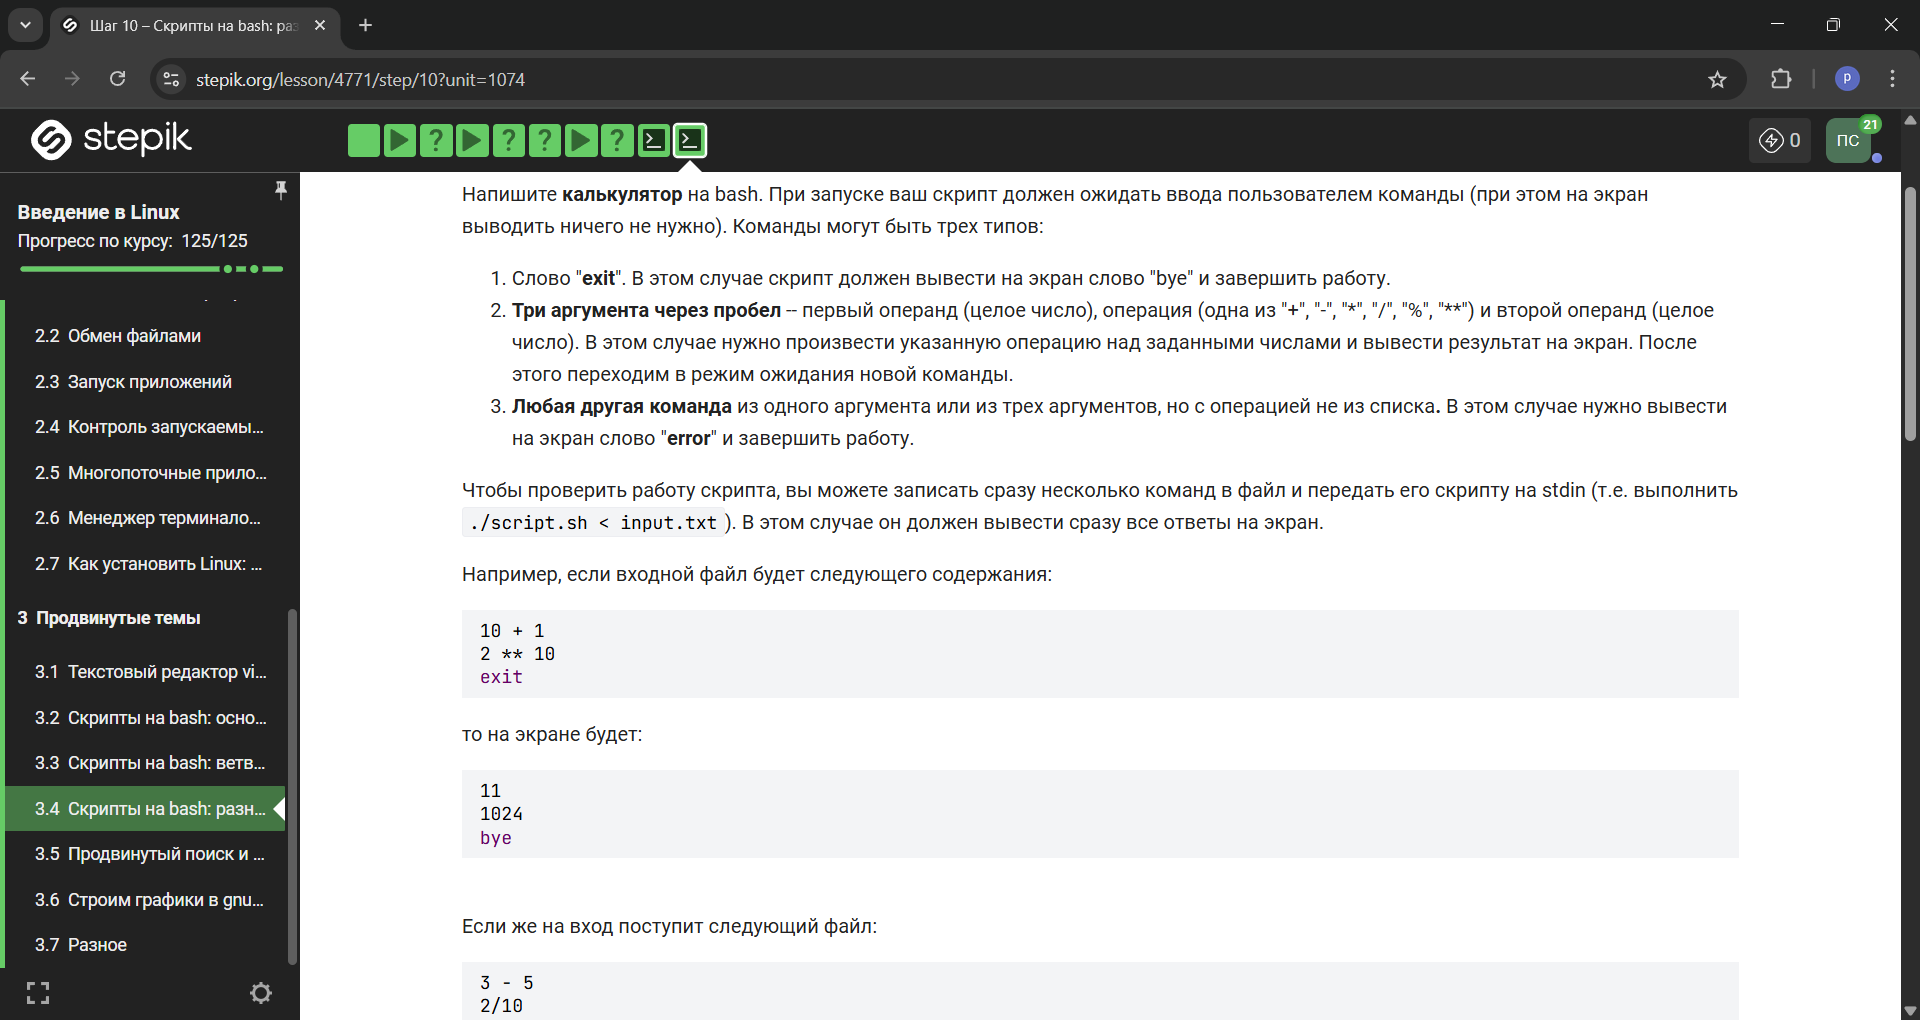 Шаг 10 – Скрипты на bash: раз
stepik.org/lesson/4771/step/10?unit=1074
P
stepik
? ? ? ?
0
ПС
21
Введение в Linux
Прогресс по курсу: 125/125
2.2 Обмен файлами
2.3 Запуск приложений
2.4 Контроль запускаемы...
2.5 Многопоточные прило...
2.6 Менеджер терминало...
2.7 Как установить Linux: ...
3 Продвинутые темы
3.1 Текстовый редактор vi...
3.2 Скрипты на bash: осно...
3.3 Скрипты на bash: ветв...
3.4 Скрипты на bash: разн...
3.5 Продвинутый поиск и ...
3.6 Строим графики в gnu...
3.7 Разное
Напишите калькулятор на bash. При запуске ваш скрипт должен ожидать ввода пользователем команды (при этом на экран
выводить ничего не нужно). Команды могут быть трех типов:
1. Слово "exit". В этом случае скрипт должен вывести на экран слово "bye" и завершить работу.
2. Три аргумента через пробел -- первый операнд (целое число), операция (одна из "+", "-", "*", "/", "%", "**") и второй операнд (целое
число). В этом случае нужно произвести указанную операцию над заданными числами и вывести результат на экран. После
этого переходим в режим ожидания новой команды.
3. Любая другая команда из одного аргумента или из трех аргументов, но с операцией не из списка. В этом случае нужно вывести
на экран слово "error" и завершить работу.
Чтобы проверить работу скрипта, вы можете записать сразу несколько команд в файл и передать его скрипту на stdin (т.е. выполнить
./script.sh < input.txt ). В этом случае он должен вывести сразу все ответы на экран.
Например, если входной файл будет следующего содержания:
10 + 1
2 ** 10
exit
то на экране будет:
11
1024
bye
Если же на вход поступит следующий файл:
3 - 5
2/10